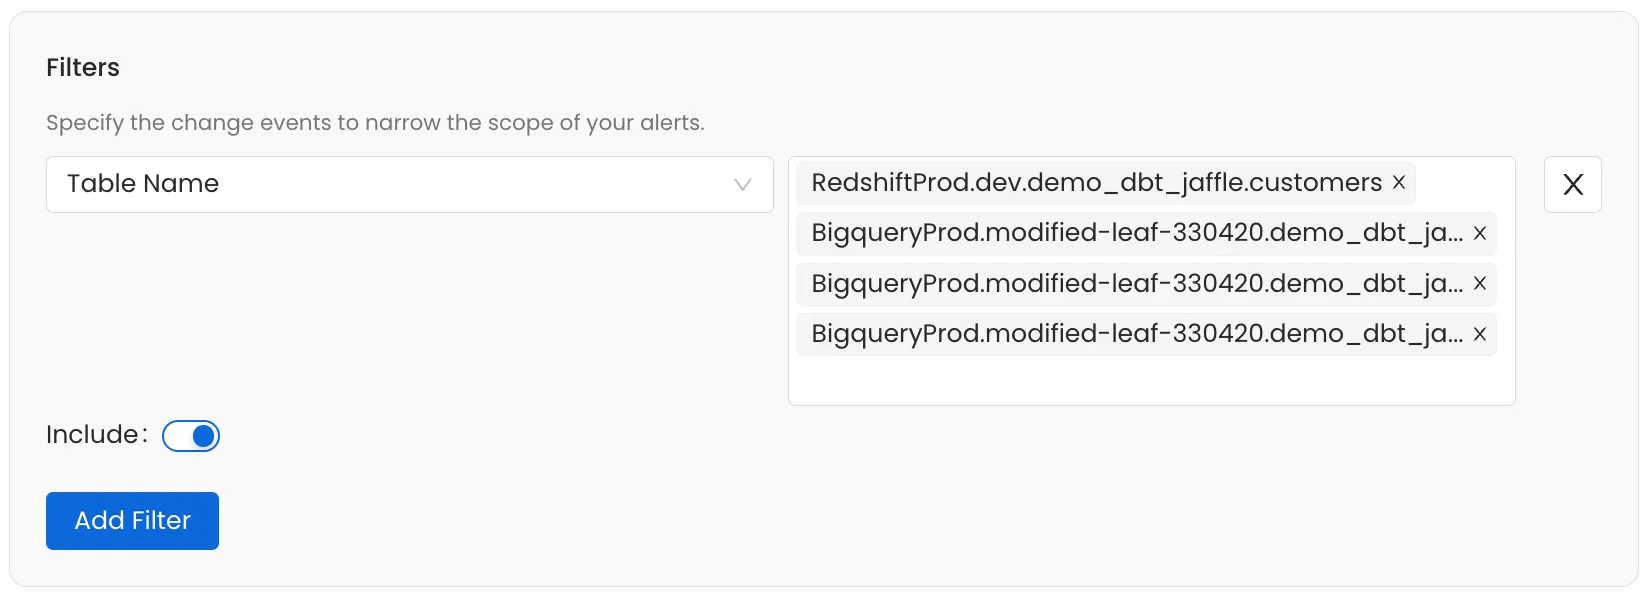 Filters
Specify the change events to narrow the scope of your alerts.
Table Name
RedshiftProd.dev.demo_dbt_jaffle.customers
BigqueryProd.modified-leaf-330420.demo_dbt_ja...
BigqueryProd.modified-leaf-330420.demo_dbt_ja...
BigqueryProd.modified-leaf-330420.demo_dbt_ja...
Include:
Add Filter